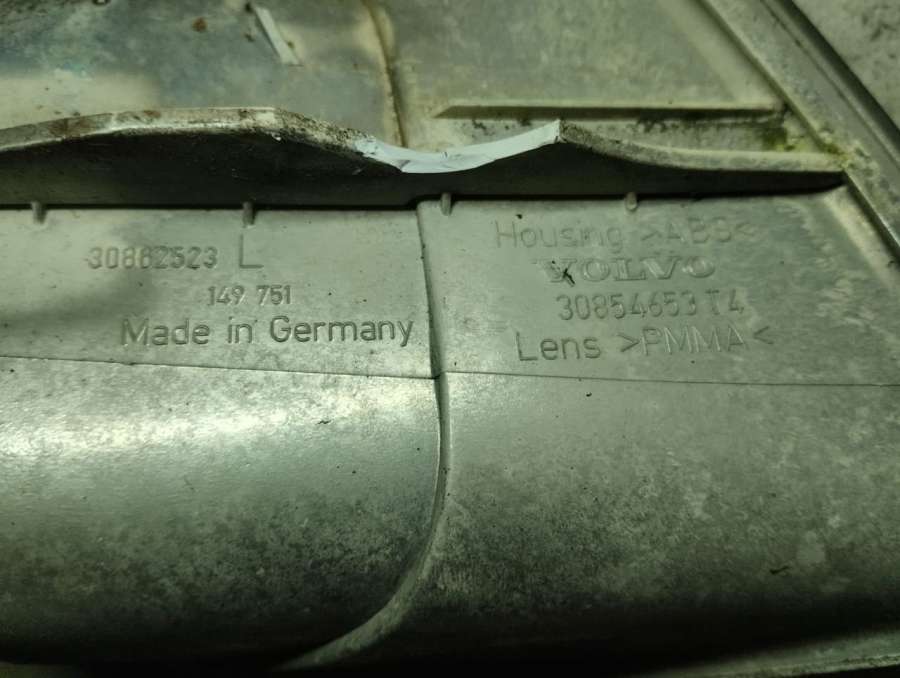 30862523 L
149 751
Made in Germany
Housing >ABS<
VOLVO
30854653 T4
Lens >PMMA<